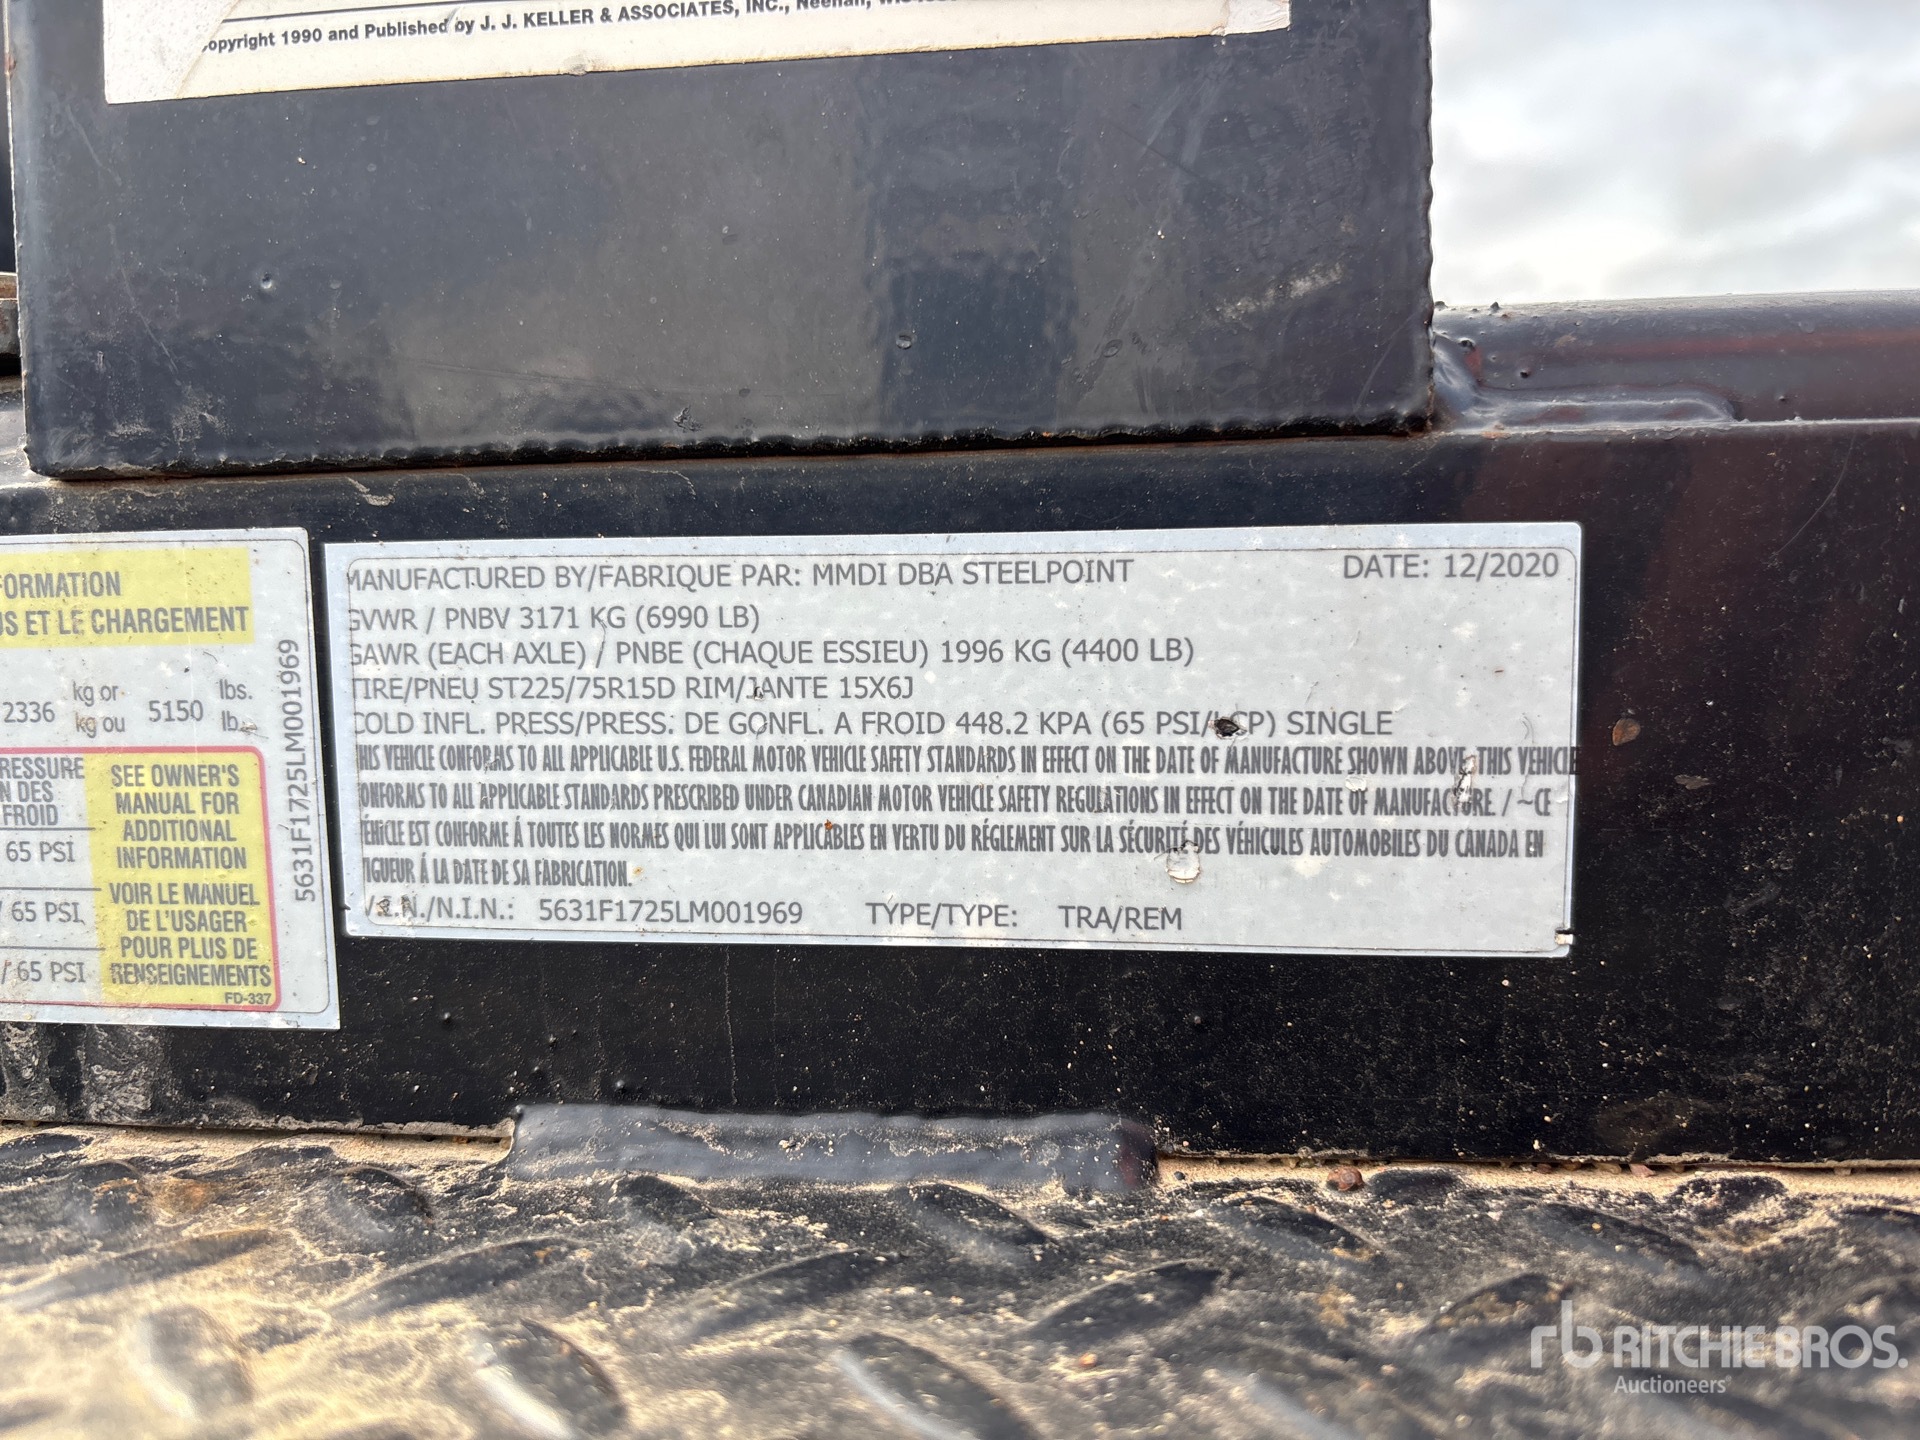 opyright 1990 and Published by J. J. KELLER & ASSOCIATES, INC., Neenah,
FORMATION
US ET LE CHARGEMENT
2336 kg or 5150 lbs.
kg ou lb.
RESSURE
N DES
FROID
65 PSI
/ 65 PSI,
/ 65 PSI
SEE OWNER'S
MANUAL FOR
ADDITIONAL
INFORMATION
VOIR LE MANUEL
DE L'USAGER
POUR PLUS DE
RENSEIGNEMENTS
FD-337
5631F1725LM001969
MANUFACTURED BY/FABRIQUE PAR: MMDI DBA STEELPOINT DATE: 12/2020
GVWR / PNBV 3171 KG (6990 LB)
GAWR (EACH AXLE) / PNBE (CHAQUE ESSIEU) 1996 KG (4400 LB)
TIRE/PNEU ST225/75R15D RIM/JANTE 15X6J
COLD INFL. PRESS/PRESS: DE GONFL. A FROID 448.2 KPA (65 PSI/LCP) SINGLE
THIS VEHICLE CONFORMS TO ALL APPLICABLE U.S. FEDERAL MOTOR VEHICLE SAFETY STANDARDS IN EFFECT ON THE DATE OF MANUFACTURE SHOWN ABOVE. THIS VEHICLE
CONFORMS TO ALL APPLICABLE STANDARDS PRESCRIBED UNDER CANADIAN MOTOR VEHICLE SAFETY REGULATIONS IN EFFECT ON THE DATE OF MANUFACTURE. / ~CE
VÉHICLE EST CONFORME Á TOUTES LES NORMES QUI LUI SONT APPLICABLES EN VERTU DU RÉGLEMENT SUR LA SÉCURITÉ DES VÉHICULES AUTOMOBILES DU CANADA EN
VIGUEUR Á LA DATE DE SA FABRICATION.
V.I.N./N.I.N.: 5631F1725LM001969 TYPE/TYPE: TRA/REM
rb RITCHIE BROS.
Auctioneers